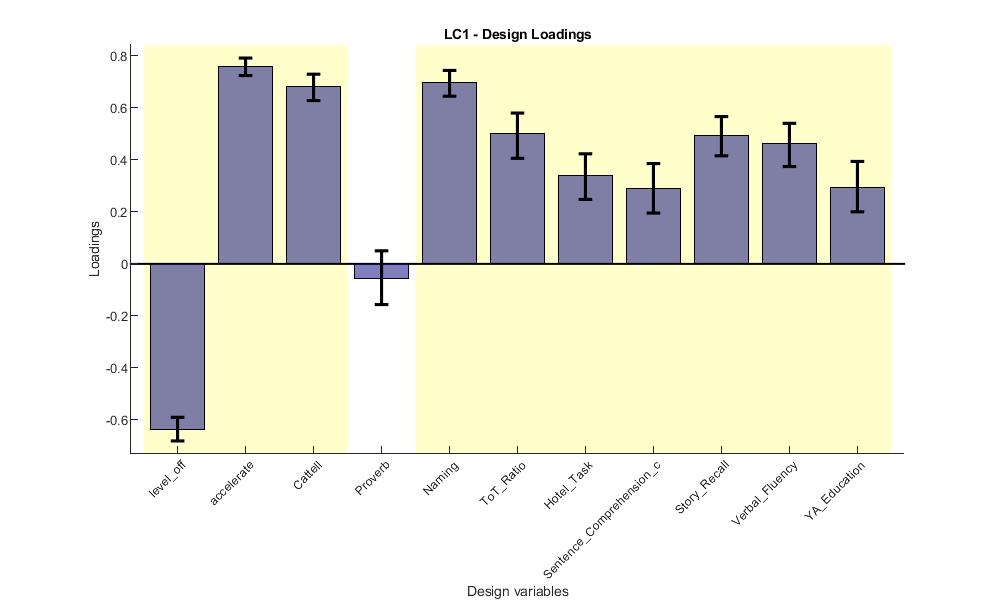 LC1 - Design Loadings
Loadings
0.8
0.6
0.4
0.2
0
-0.2
-0.4
-0.6
level_off
accelerate
Cattell
Proverb
Naming
ToT_Ratio
Hotel_Task
Sentence_Comprehension_c
Story_Recall
Verbal_Fluency
YA_Education
Design variables